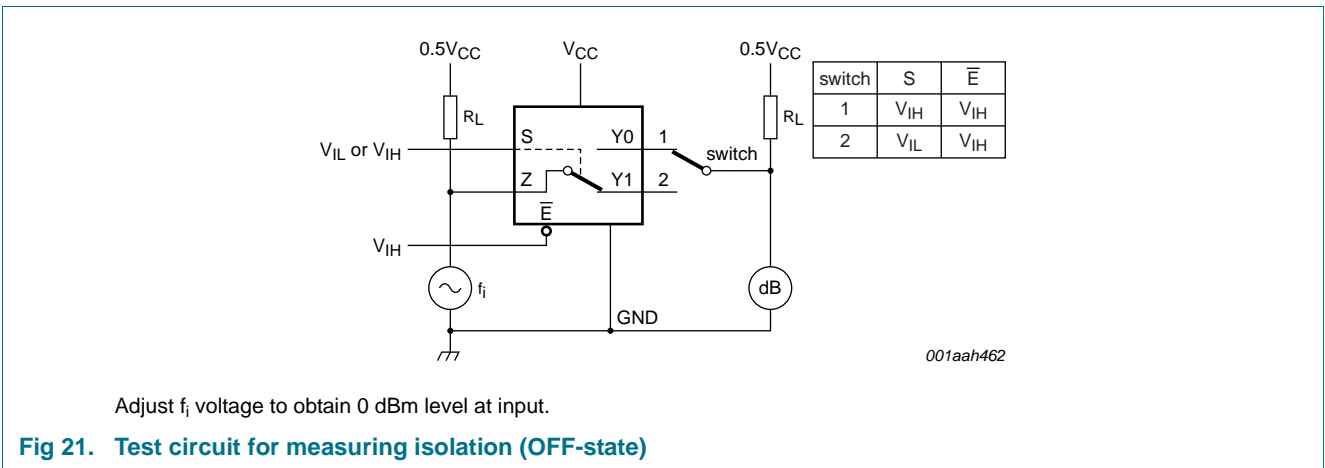 0.5VCC VCC 0.5VCC
switch S E̅
1 VIH VIH
2 VIL VIH
RL RL
VIL or VIH
S Y0 1
switch
Z Y1 2
E̅
VIH
fi
dB
GND
001aah462
Adjust fi voltage to obtain 0 dBm level at input.
Fig 21. Test circuit for measuring isolation (OFF-state)